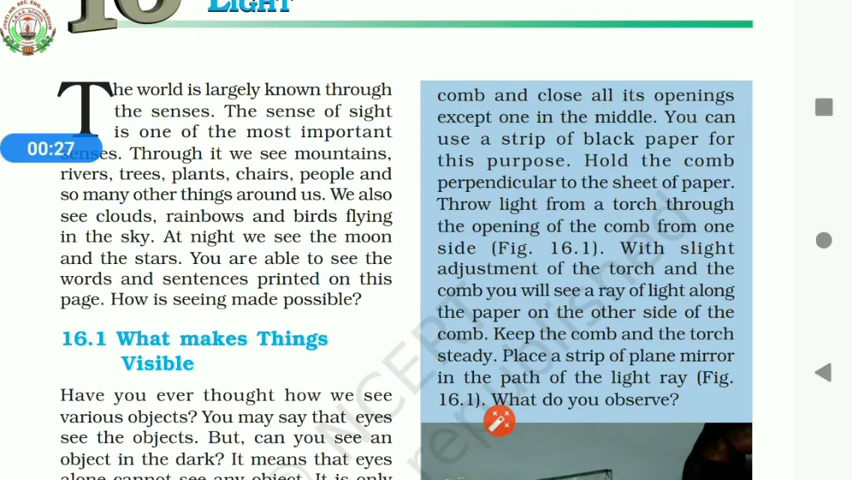 16
LIGHT
The world is largely known through
the senses. The sense of sight
is one of the most important
senses. Through it we see mountains,
rivers, trees, plants, chairs, people and
so many other things around us. We also
see clouds, rainbows and birds flying
in the sky. At night we see the moon
and the stars. You are able to see the
words and sentences printed on this
page. How is seeing made possible?
16.1 What makes Things
Visible
Have you ever thought how we see
various objects? You may say that eyes
see the objects. But, can you see an
object in the dark? It means that eyes
alone cannot see any object. It is only
00:27
comb and close all its openings
except one in the middle. You can
use a strip of black paper for
this purpose. Hold the comb
perpendicular to the sheet of paper.
Throw light from a torch through
the opening of the comb from one
side (Fig. 16.1). With slight
adjustment of the torch and the
comb you will see a ray of light along
the paper on the other side of the
comb. Keep the comb and the torch
steady. Place a strip of plane mirror
in the path of the light ray (Fig.
16.1). What do you observe?
© NCERT
republished